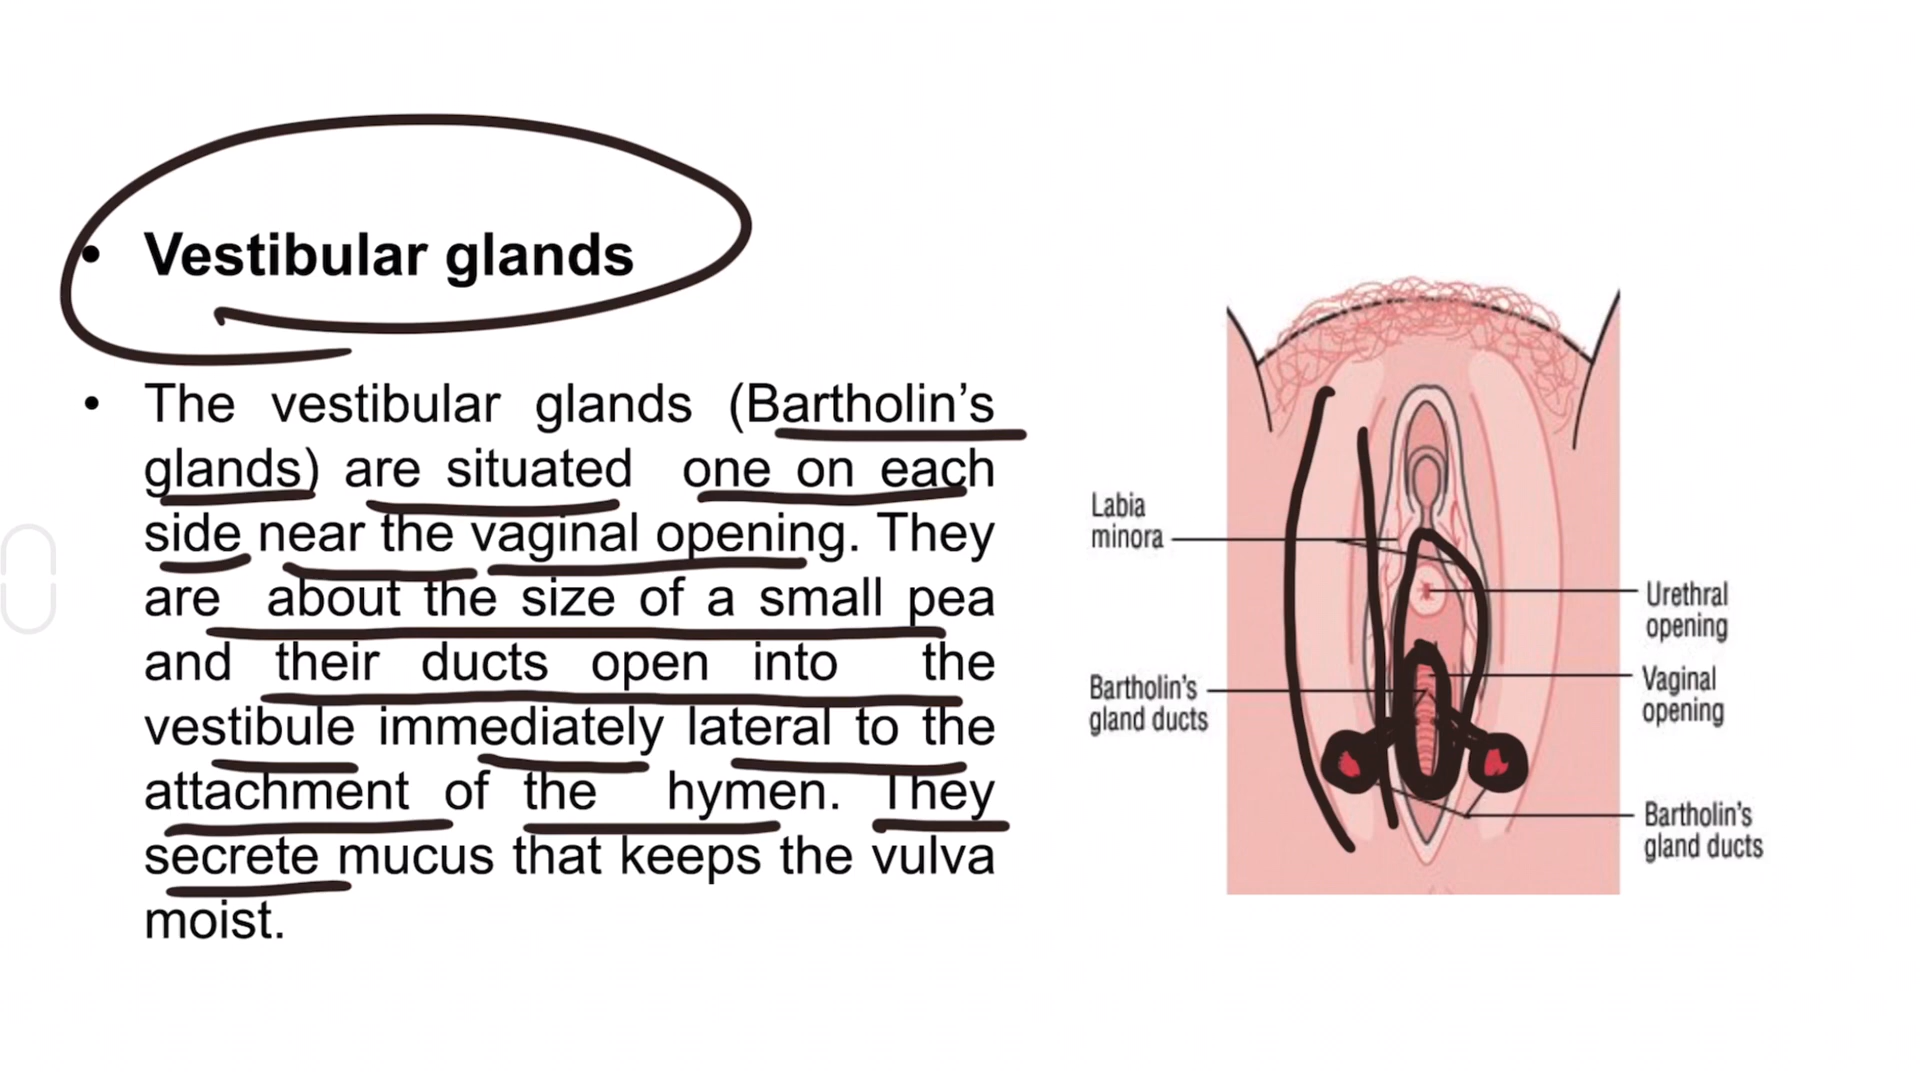 • Vestibular glands
• The vestibular glands (Bartholin’s
glands) are situated one on each
side near the vaginal opening. They
are about the size of a small pea
and their ducts open into the
vestibule immediately lateral to the
attachment of the hymen. They
secrete mucus that keeps the vulva
moist.
Labia
minora
Bartholin’s
gland ducts
Urethral
opening
Vaginal
opening
Bartholin’s
gland ducts